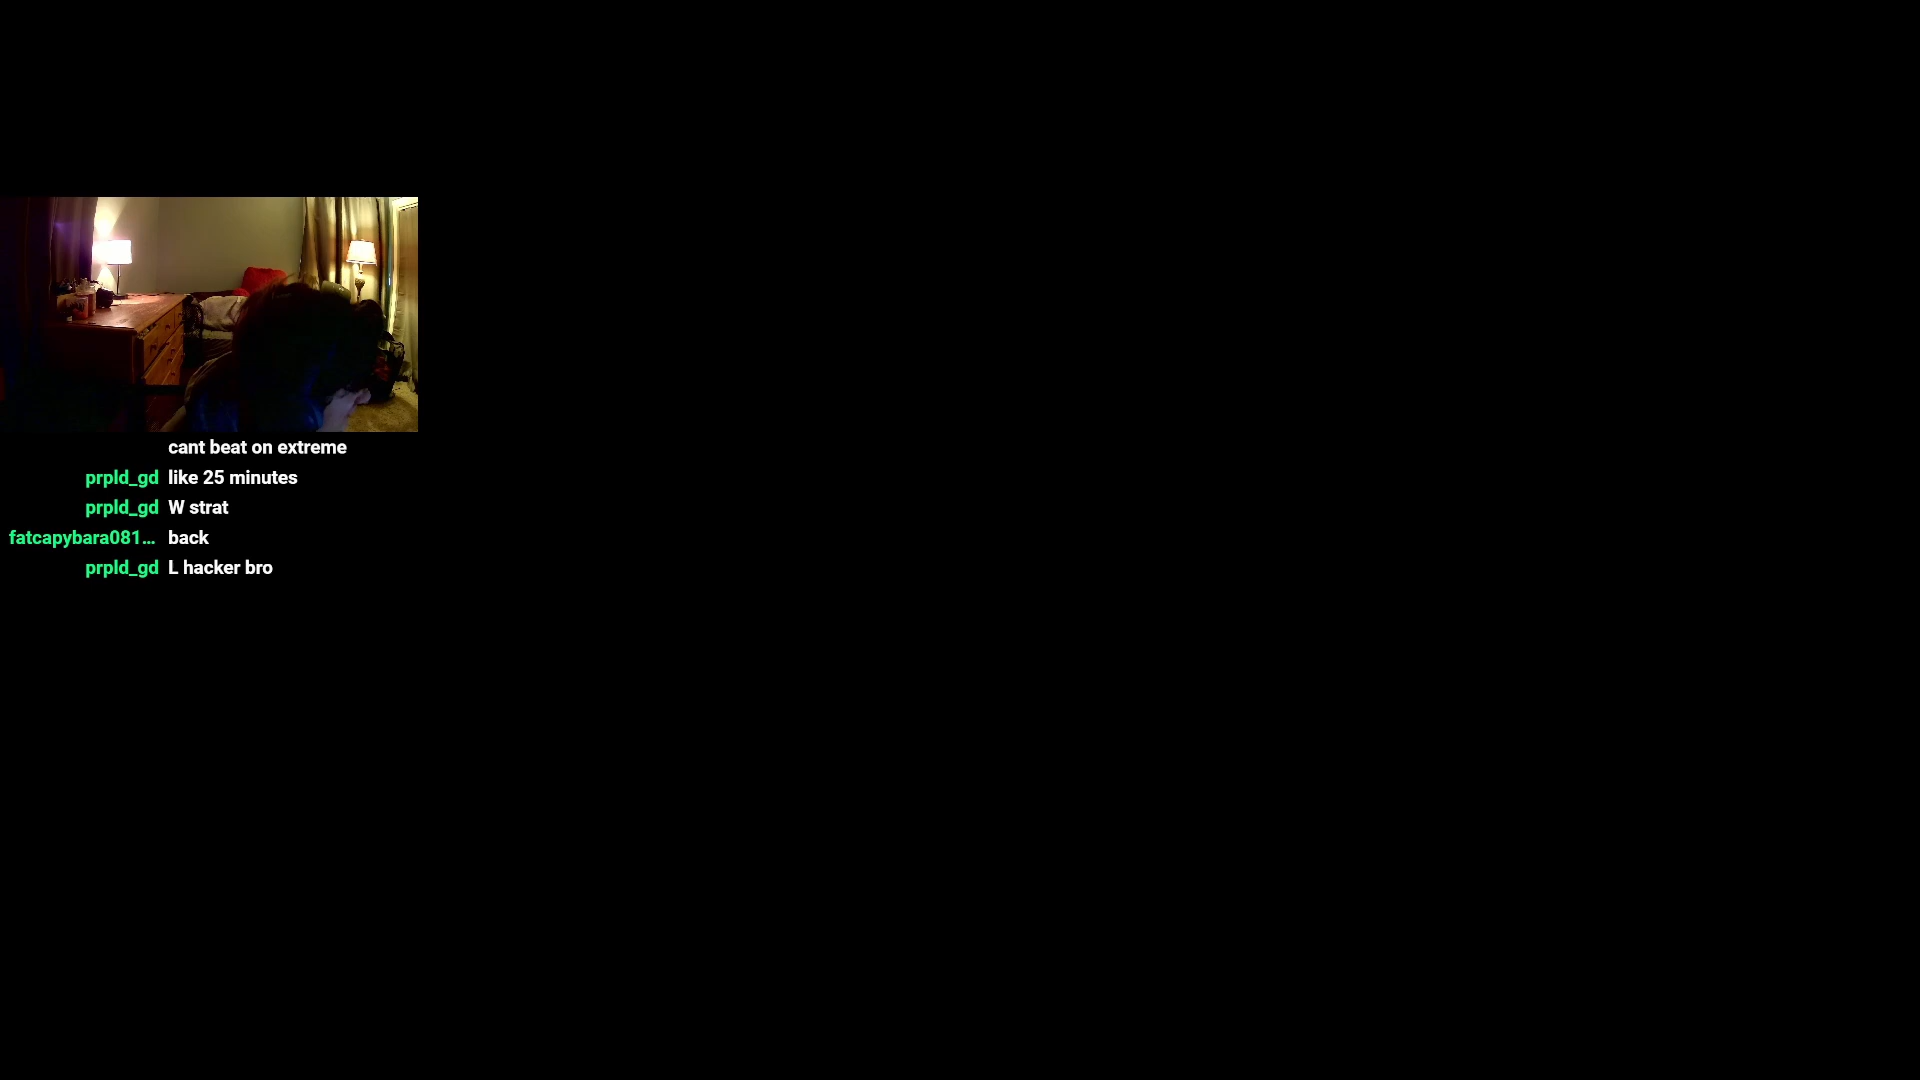 cant beat on extreme
prpld_gd like 25 minutes
prpld_gd W strat
fatcapybara081… back
prpld_gd L hacker bro